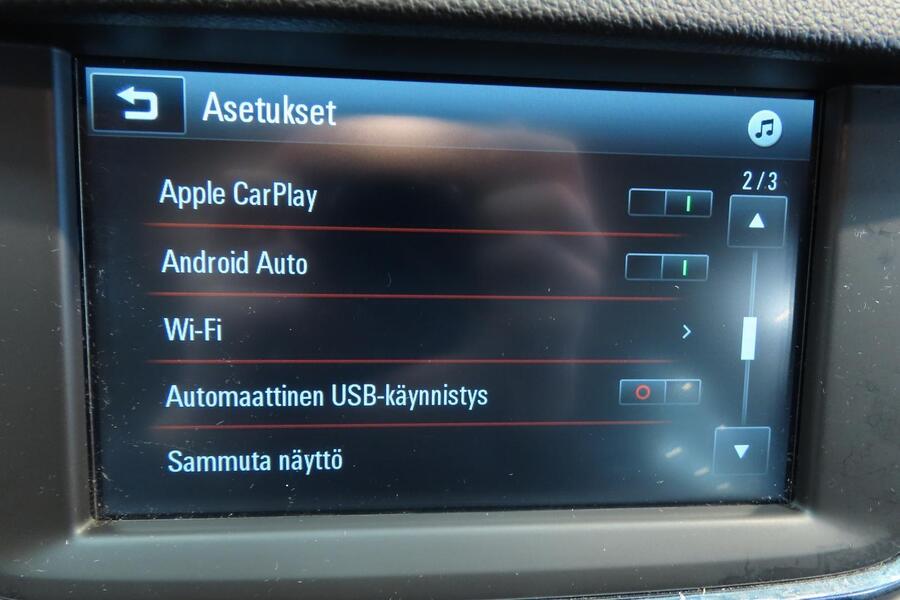 Asetukset
2/3
Apple CarPlay
Android Auto
Wi-Fi
Automaattinen USB-käynnistys
Sammuta näyttö